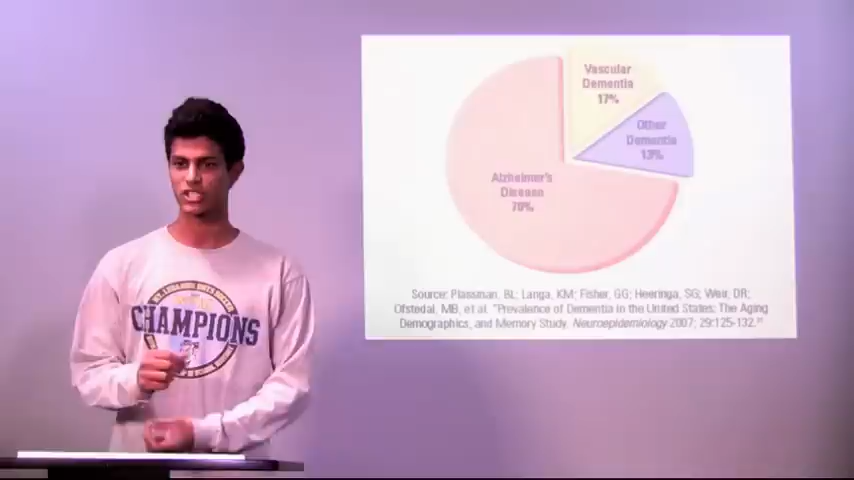 Vascular
Dementia
17%
Other
Dementia
13%
Alzheimer's
Disease
70%
Source: Plassman, BL; Langa, KM; Fisher, GG; Heeringa, SG; Weir, DR;
Ofstedal, MB, et al. "Prevalence of Dementia in the United States: The Aging
Demographics, and Memory Study. Neuroepidemiology 2007; 29:125-132."
CHAMPIONS